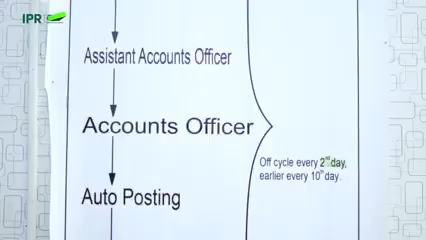 IPR
Assistant Accounts Officer
Accounts Officer
Off cycle every 2nd day,
earlier every 10th day.
Auto Posting